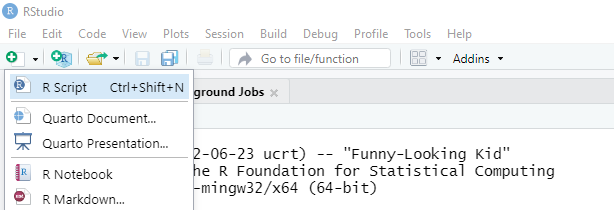 RStudio
File Edit Code View Plots Session Build Debug Profile Tools Help
Go to file/function Addins
R Script Ctrl+Shift+N
ground Jobs
Quarto Document...
Quarto Presentation...
2-06-23 ucrt) -- "Funny-Looking Kid"
he R Foundation for Statistical Computing
R Notebook
-mingw32/x64 (64-bit)
R Markdown...